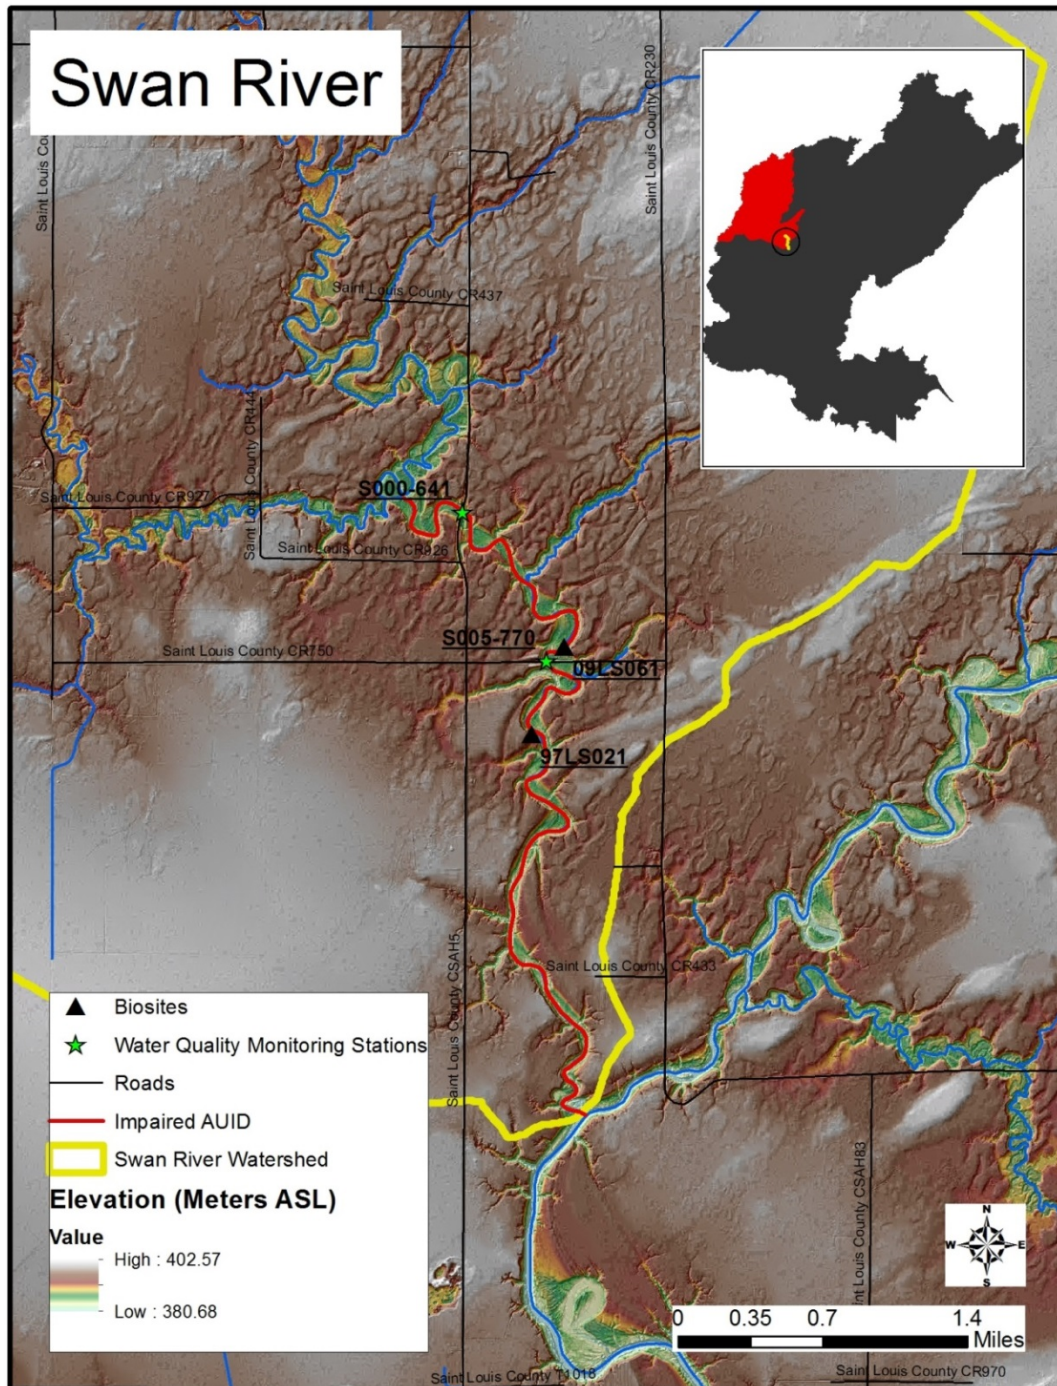 Swan River
Saint Louis Cou
Saint Louis County CR230
Saint Louis County CR437
Saint Louis County CR444
S000-641
Saint Louis County CR927
Saint Louis County CR926
S005-770
Saint Louis County CR750
09LS061
97LS021
Saint Louis County CSAH5
Saint Louis County CR433
Biosites
Water Quality Monitoring Stations
Roads
Impaired AUID
Swan River Watershed
Elevation (Meters ASL)
Value
High : 402.57
Low : 380.68
nt Louis County CSAH83
N
W E
S
0 0.35 0.7 1.4
Miles
Saint Louis County T1018
Saint Louis County CR970